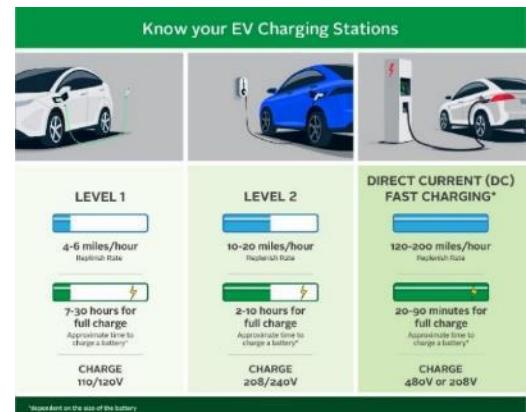 Know your EV Charging Stations
LEVEL 1
4-6 miles/hour
Replenish Rate
7-30 hours for
full charge
Approximate time to
charge a battery*
CHARGE
110/120V
LEVEL 2
10-20 miles/hour
Replenish Rate
2-10 hours for
full charge
Approximate time to
charge a battery*
CHARGE
208/240V
DIRECT CURRENT (DC)
FAST CHARGING*
120-200 miles/hour
Replenish Rate
20-90 minutes for
full charge
Approximate time to
charge a battery*
CHARGE
480V or 208V
*dependent on the size of the battery